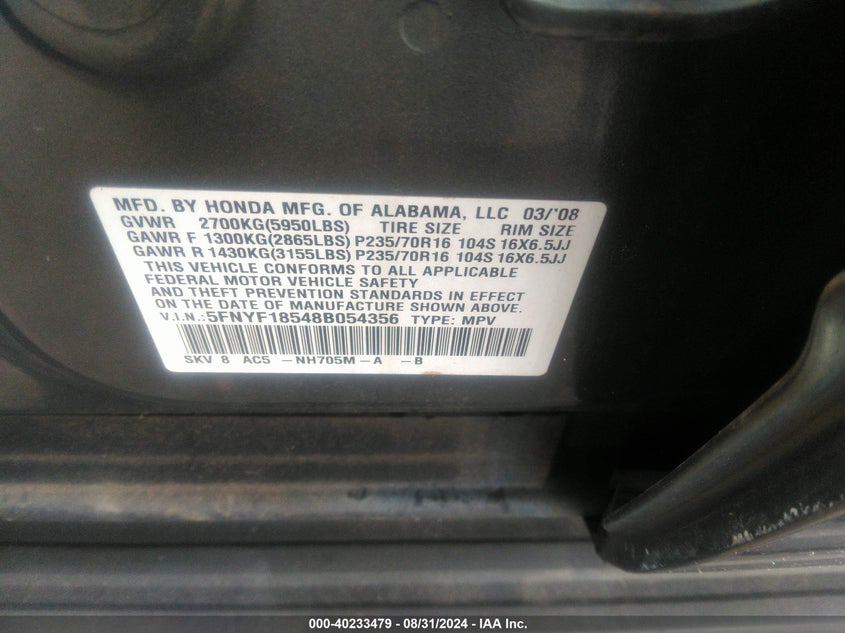 MFD. BY HONDA MFG. OF ALABAMA, LLC 03/'08
GVWR 2700KG(5950LBS) TIRE SIZE RIM SIZE
GAWR F 1300KG(2865LBS) P235/70R16 104S 16X6.5JJ
GAWR R 1430KG(3155LBS) P235/70R16 104S 16X6.5JJ
THIS VEHICLE CONFORMS TO ALL APPLICABLE
FEDERAL MOTOR VEHICLE SAFETY
AND THEFT PREVENTION STANDARDS IN EFFECT
ON THE DATE OF MANUFACTURE SHOWN ABOVE.
V.I.N.:5FNYF18548B054356 TYPE: MPV
SKV 8 AC5 -NH705M-A -B
000-40233479 - 08/31/2024 - IAA Inc.